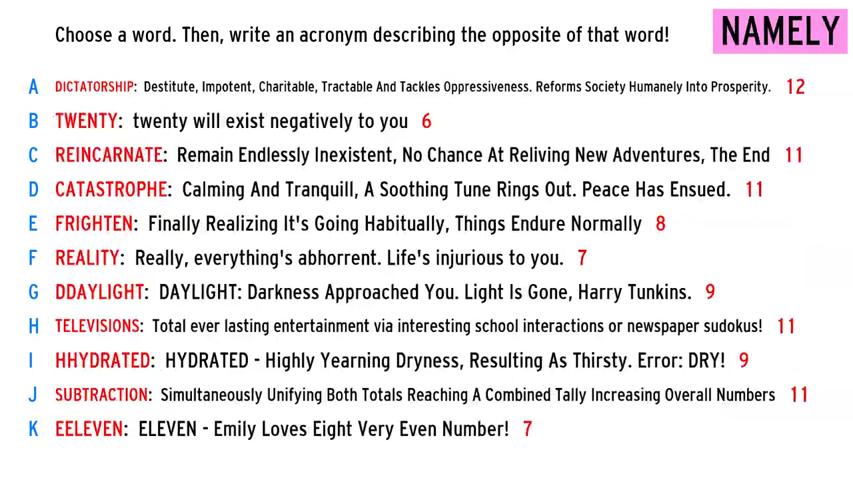 Choose a word. Then, write an acronym describing the opposite of that word!
NAMELY
A DICTATORSHIP: Destitute, Impotent, Charitable, Tractable And Tackles Oppressiveness. Reforms Society Humanely Into Prosperity. 12
B TWENTY: twenty will exist negatively to you 6
C REINCARNATE: Remain Endlessly Inexistent, No Chance At Reliving New Adventures, The End 11
D CATASTROPHE: Calming And Tranquill, A Soothing Tune Rings Out. Peace Has Ensued. 11
E FRIGHTEN: Finally Realizing It's Going Habitually, Things Endure Normally 8
F REALITY: Really, everything's abhorrent. Life's injurious to you. 7
G DDAYLIGHT: DAYLIGHT: Darkness Approached You. Light Is Gone, Harry Tunkins. 9
H TELEVISIONS: Total ever lasting entertainment via interesting school interactions or newspaper sudokus! 11
I HHYDRATED: HYDRATED - Highly Yearning Dryness, Resulting As Thirsty. Error: DRY! 9
J SUBTRACTION: Simultaneously Unifying Both Totals Reaching A Combined Tally Increasing Overall Numbers 11
K EELEVEN: ELEVEN - Emily Loves Eight Very Even Number! 7